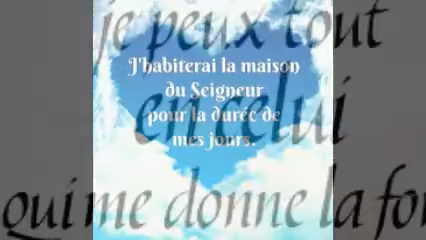 je peux tout
J'habiterai la maison
du Seigneur
en celui
pour la durée de
mes jours.
qui me donne la fo